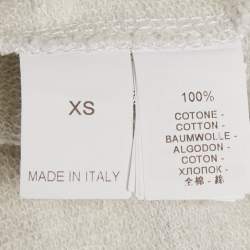 XS
MADE IN ITALY
100%
COTONE -
COTTON -
BAUMWOLLE -
ALGODON -
COTON -
ХЛОПОК -
全棉 - 綿